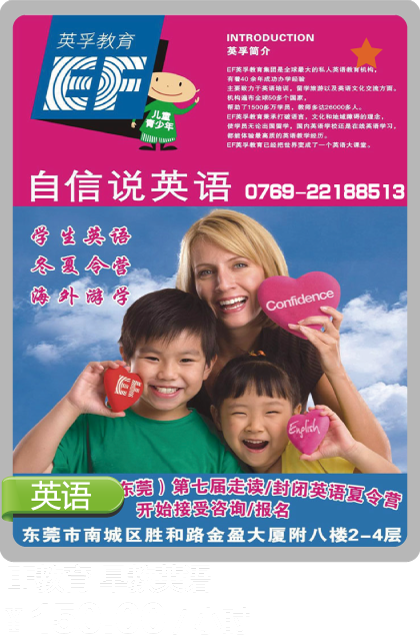 英孚教育
EF
儿童
青少年
INTRODUCTION
英孚简介
EF英孚教育集团是全球最大的私人英语教育机构，
有着40余年成功办学经验
主要致力于英语培训，留学旅游以及英语文化交流方面，
机构遍布全球50多个国家，
帮忙了1500多万学员，教师多达26000多人。
EF英孚教育秉承打破语言，文化和地域障碍的理念，
使学员无论出国留学，国内英语学校还是在线英语学习，
都能体验最高质的英语教学经历。
EF英孚教育已经把世界变成了一个英语大课堂。
自信说英语 0769-22188513
学生英语
冬夏令营
海外游学
Confidence
EF
English
英语
东莞）第七届走读/封闭英语夏令营
开始接受咨询/报名
东莞市南城区胜和路金盈大厦附八楼2-4层